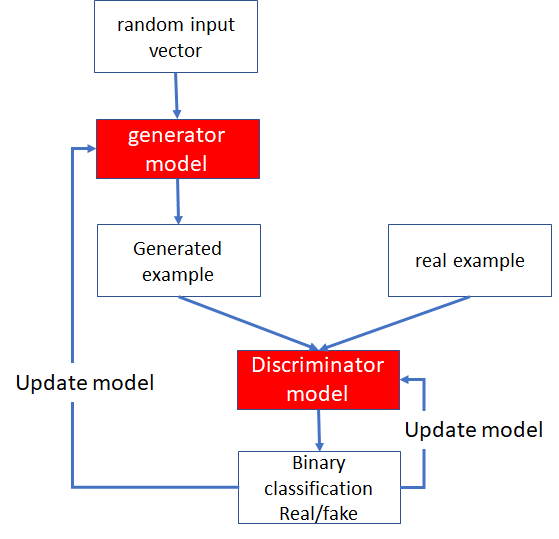 random input
vector
generator
model
Generated
example
real example
Discriminator
model
Update model
Update model
Binary
classification
Real/fake